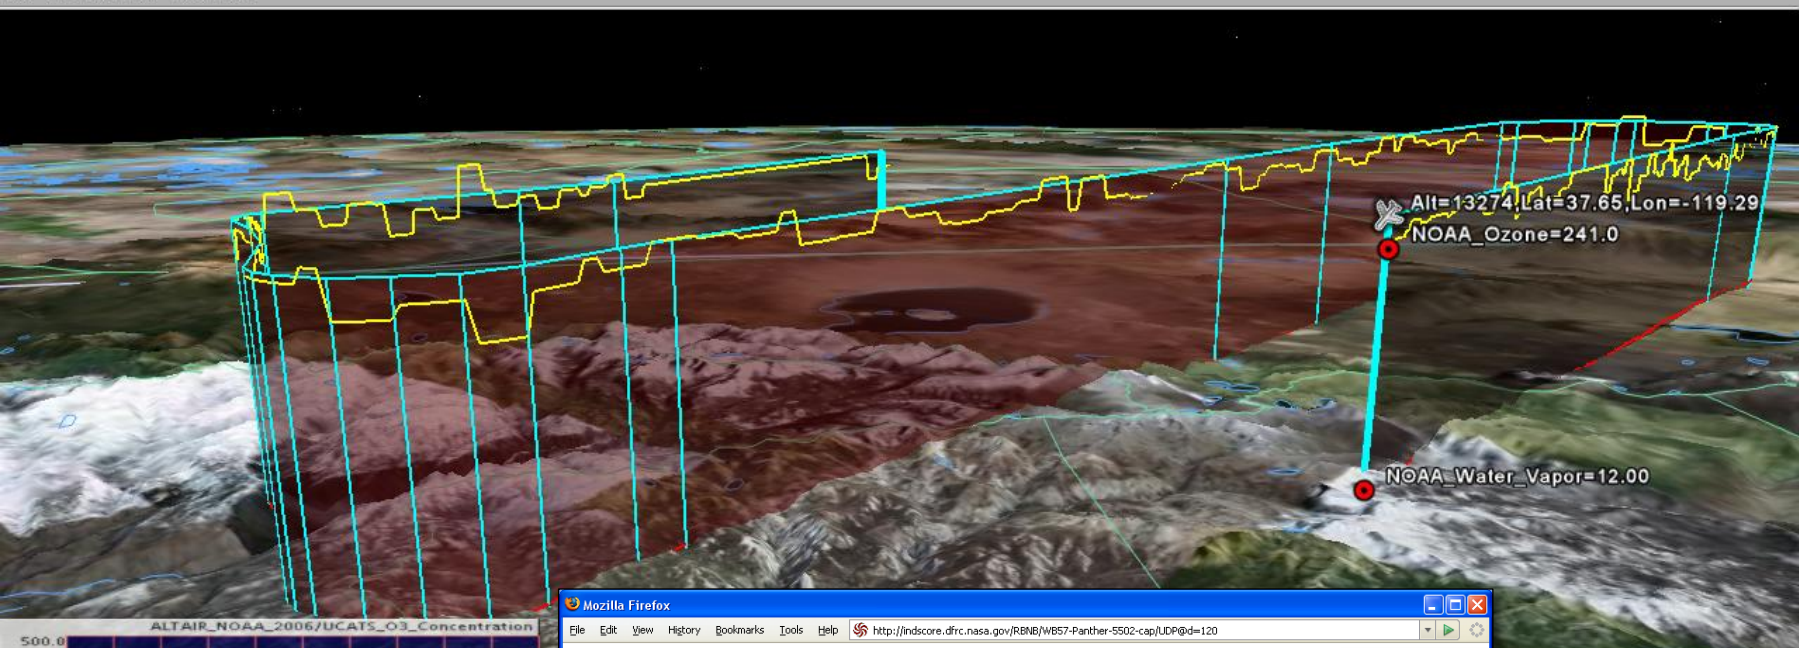 Alt=13274,Lat=37.65,Lon=-119.29
NOAA_Ozone=241.0
NOAA_Water_Vapor=12.00
ALTAIR_NOAA_2006/UCATS_O3_Concentration
500.0
Mozilla Firefox
File Edit View History Bookmarks Tools Help http://indscore.dfrc.nasa.gov/RBNB/WB57-Panther-5502-cap/UDP@d=120